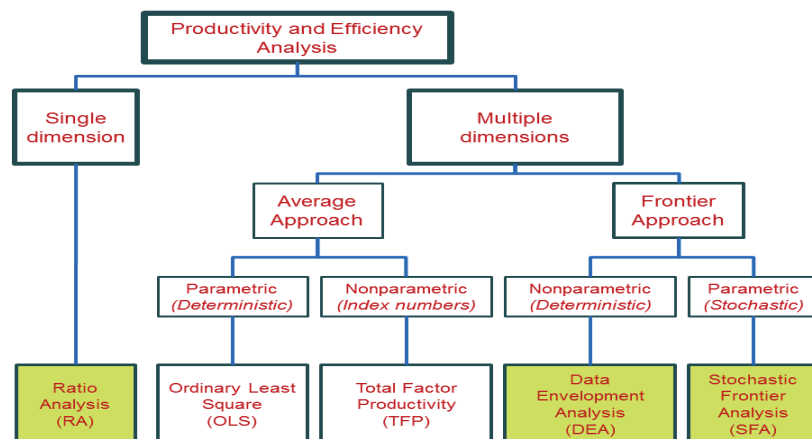 Productivity and Efficiency
Analysis
Single
dimension
Multiple
dimensions
Average
Approach
Frontier
Approach
Parametric
(Deterministic)
Nonparametric
(Index numbers)
Nonparametric
(Deterministic)
Parametric
(Stochastic)
Ratio
Analysis
(RA)
Ordinary Least
Square
(OLS)
Total Factor
Productivity
(TFP)
Data
Envelopment
Analysis
(DEA)
Stochastic
Frontier
Analysis
(SFA)